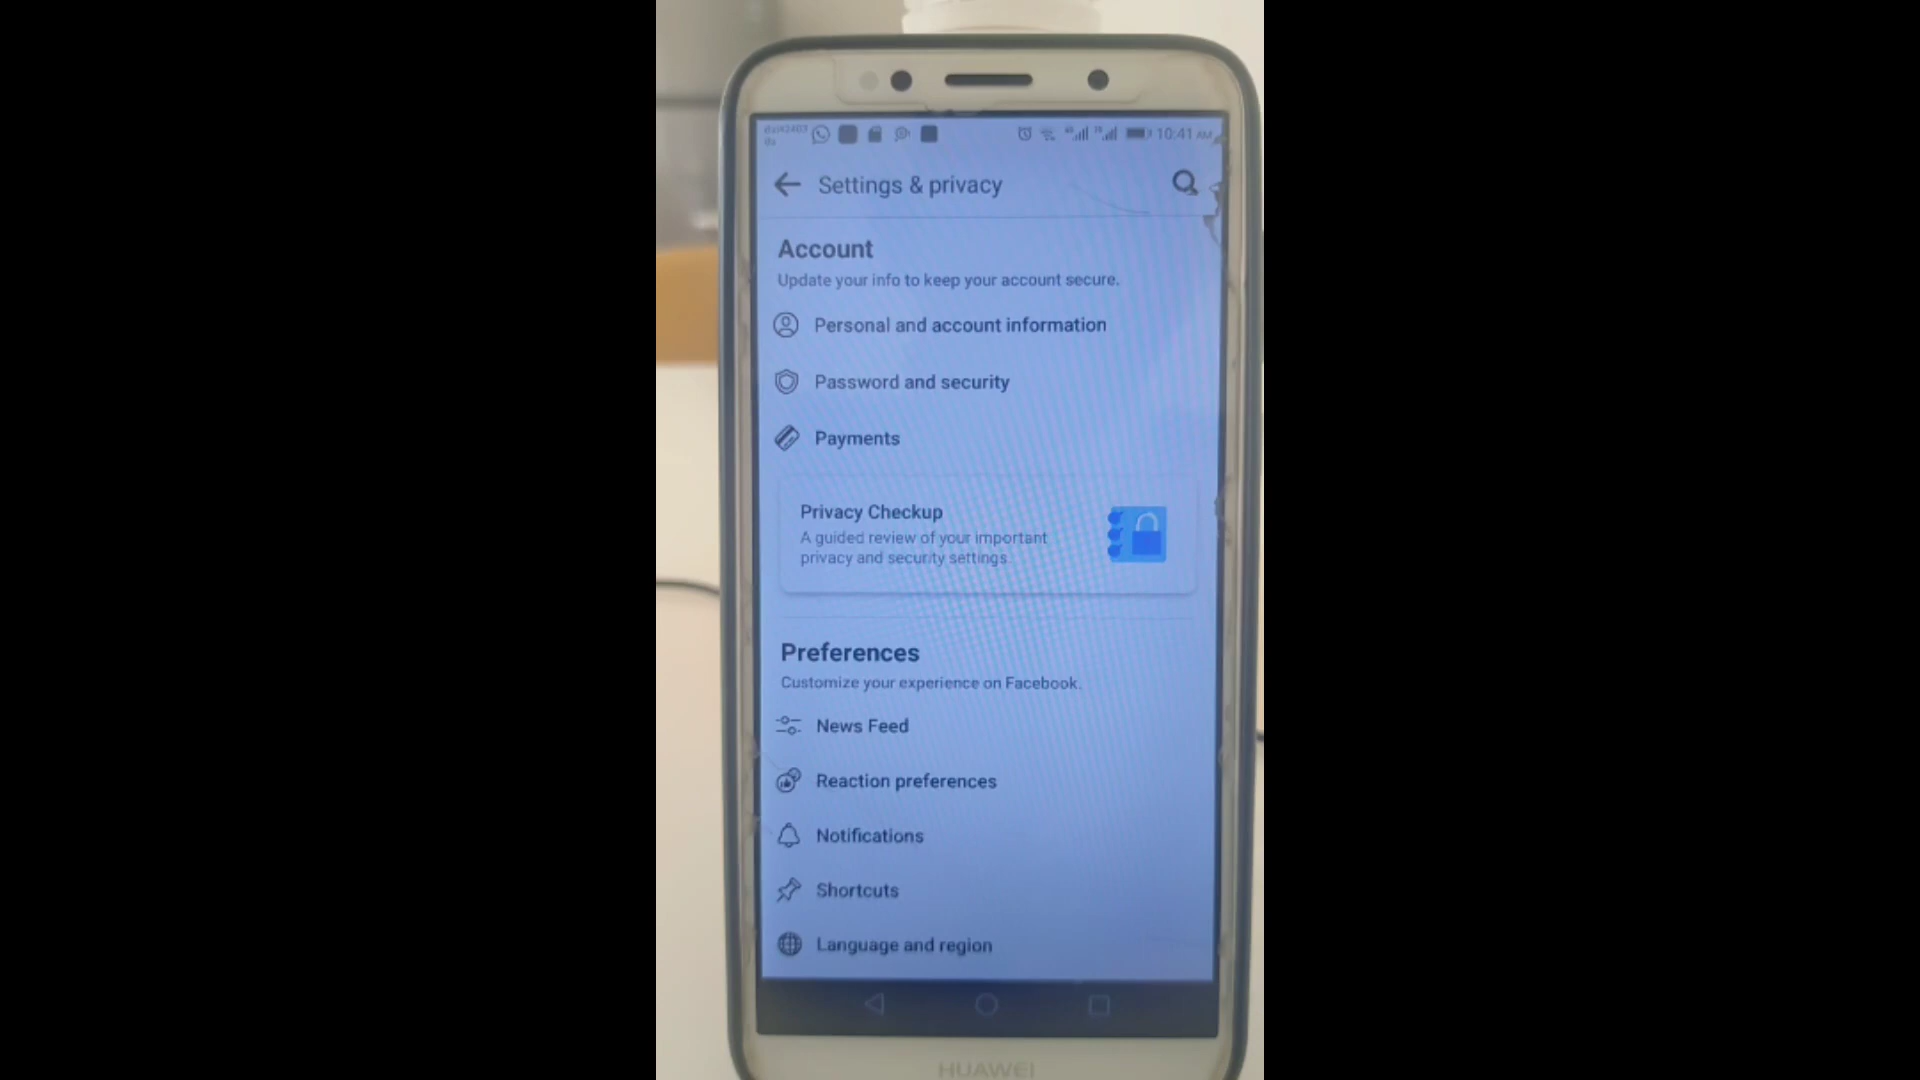 10:41 AM
Settings & privacy
Account
Update your info to keep your account secure.
Personal and account information
Password and security
Payments
Privacy Checkup
A guided review of your important
privacy and security settings.
Preferences
Customize your experience on Facebook.
News Feed
Reaction preferences
Notifications
Shortcuts
Language and region
HUAWEI